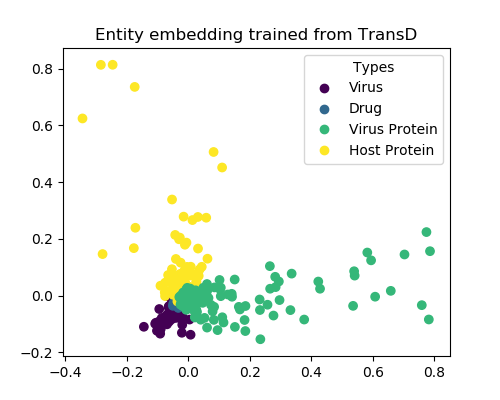 Entity embedding trained from TransD
Types
Virus
Drug
Virus Protein
Host Protein
0.8
0.6
0.4
0.2
0.0
−0.2
−0.4
−0.2
0.0
0.2
0.4
0.6
0.8